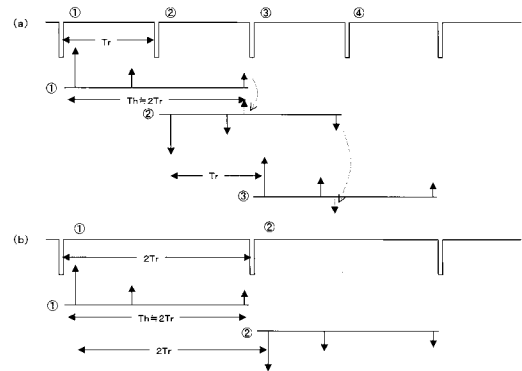 (a) ① ② ③ ④
Tr
①
Th≒2Tr
②
Tr
③
(b) ① ②
2Tr
①
Th≒2Tr
②
2Tr